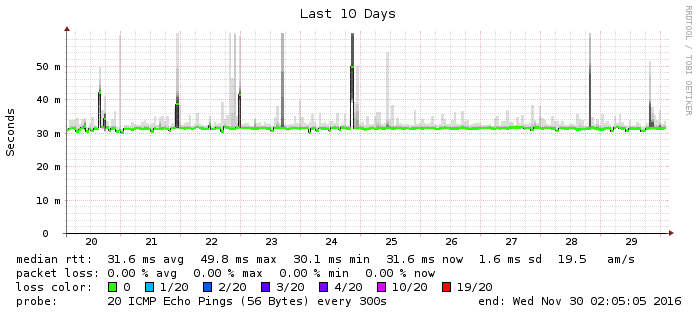 Last 10 Days
RRDTOOL / TOBI OETIKER
Seconds
50 m
40 m
30 m
20 m
10 m
0
20 21 22 23 24 25 26 27 28 29
median rtt: 31.6 ms avg 49.8 ms max 30.1 ms min 31.6 ms now 1.6 ms sd 19.5 am/s
packet loss: 0.00 % avg 0.00 % max 0.00 % min 0.00 % now
loss color: 0 1/20 2/20 3/20 4/20 10/20 19/20
probe: 20 ICMP Echo Pings (56 Bytes) every 300s end: Wed Nov 30 02:05:05 2016